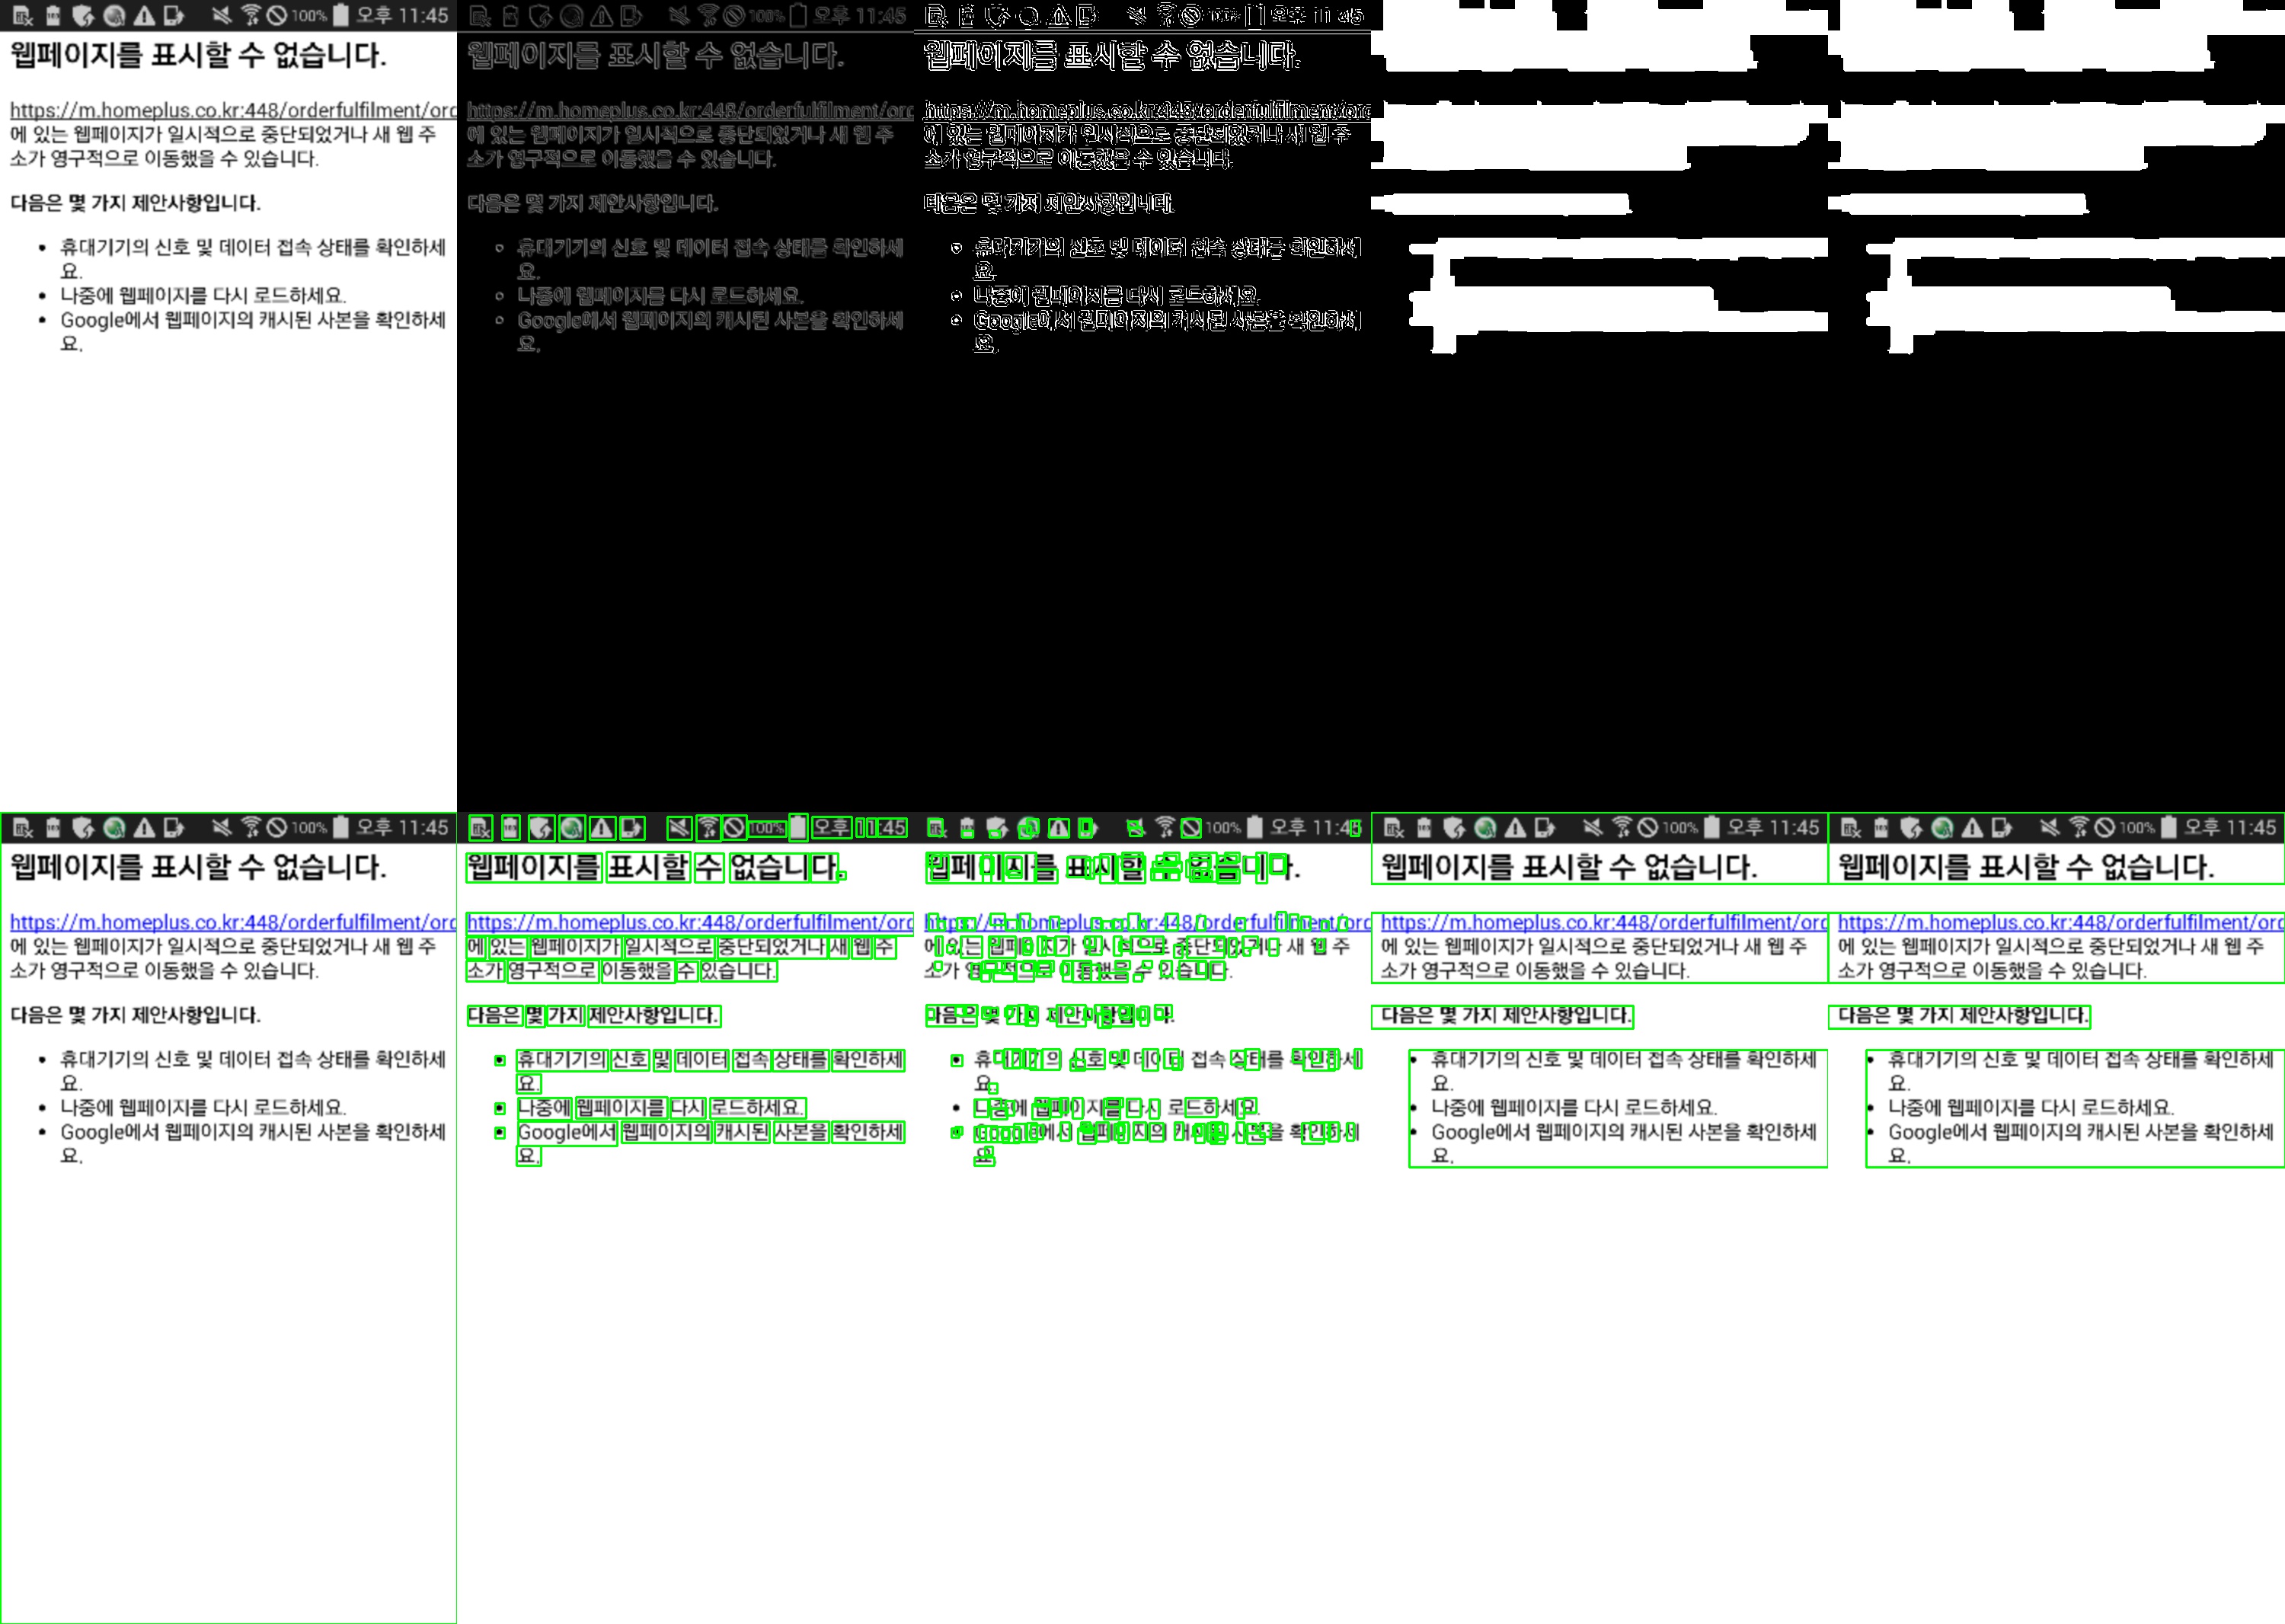 100% 오후 11:45
웹페이지를 표시할 수 없습니다.
https://m.homeplus.co.kr:448/orderfulfilment/ord
에 있는 웹페이지가 일시적으로 중단되었거나 새 웹 주
소가 영구적으로 이동했을 수 있습니다.
다음은 몇 가지 제안사항입니다.
• 휴대기기의 신호 및 데이터 접속 상태를 확인하세
요.
• 나중에 웹페이지를 다시 로드하세요.
• Google에서 웹페이지의 캐시된 사본을 확인하세
요.
100% 오후 11:45
웹페이지를 표시할 수 없습니다.
https://m.homeplus.co.kr:448/orderfulfilment/ord
에 있는 웹페이지가 일시적으로 중단되었거나 새 웹 주
소가 영구적으로 이동했을 수 있습니다.
다음은 몇 가지 제안사항입니다.
휴대기기의 신호 및 데이터 접속 상태를 확인하세
요.
나중에 웹페이지를 다시 로드하세요.
Google에서 웹페이지의 캐시된 사본을 확인하세
요.
100% 오후 11:45
웹페이지를 표시할 수 없습니다.
https://m.homeplus.co.kr:448/orderfulfilment/ord
에 있는 웹페이지가 일시적으로 중단되었거나 새 웹 주
소가 영구적으로 이동했을 수 있습니다.
다음은 몇 가지 제안사항입니다.
휴대기기의 신호 및 데이터 접속 상태를 확인하세
요.
나중에 웹페이지를 다시 로드하세요.
Google에서 웹페이지의 캐시된 사본을 확인하세
요.
100% 오후 11:45
웹페이지를 표시할 수 없습니다.
https://m.homeplus.co.kr:448/orderfulfilment/ord
에 있는 웹페이지가 일시적으로 중단되었거나 새 웹 주
소가 영구적으로 이동했을 수 있습니다.
다음은 몇 가지 제안사항입니다.
• 휴대기기의 신호 및 데이터 접속 상태를 확인하세
요.
• 나중에 웹페이지를 다시 로드하세요.
• Google에서 웹페이지의 캐시된 사본을 확인하세
요.
100% 오후 11:45
웹페이지를 표시할 수 없습니다.
https://m.homeplus.co.kr:448/orderfulfilment/ord
에 있는 웹페이지가 일시적으로 중단되었거나 새 웹 주
소가 영구적으로 이동했을 수 있습니다.
다음은 몇 가지 제안사항입니다.
• 휴대기기의 신호 및 데이터 접속 상태를 확인하세
요.
• 나중에 웹페이지를 다시 로드하세요.
• Google에서 웹페이지의 캐시된 사본을 확인하세
요.
100% 오후 11:45
웹페이지를 표시할 수 없습니다.
https://m.homeplus.co.kr:448/orderfulfilment/ord
에 있는 웹페이지가 일시적으로 중단되었거나 새 웹 주
소가 영구적으로 이동했을 수 있습니다.
다음은 몇 가지 제안사항입니다.
• 휴대기기의 신호 및 데이터 접속 상태를 확인하세
요.
• 나중에 웹페이지를 다시 로드하세요.
• Google에서 웹페이지의 캐시된 사본을 확인하세
요.
100% 오후 11:45
웹페이지를 표시할 수 없습니다.
https://m.homeplus.co.kr:448/orderfulfilment/ord
에 있는 웹페이지가 일시적으로 중단되었거나 새 웹 주
소가 영구적으로 이동했을 수 있습니다.
다음은 몇 가지 제안사항입니다.
• 휴대기기의 신호 및 데이터 접속 상태를 확인하세
요.
• 나중에 웹페이지를 다시 로드하세요.
• Google에서 웹페이지의 캐시된 사본을 확인하세
요.
100% 오후 11:45
웹페이지를 표시할 수 없습니다.
https://m.homeplus.co.kr:448/orderfulfilment/ord
에 있는 웹페이지가 일시적으로 중단되었거나 새 웹 주
소가 영구적으로 이동했을 수 있습니다.
다음은 몇 가지 제안사항입니다.
• 휴대기기의 신호 및 데이터 접속 상태를 확인하세
요.
• 나중에 웹페이지를 다시 로드하세요.
• Google에서 웹페이지의 캐시된 사본을 확인하세
요.